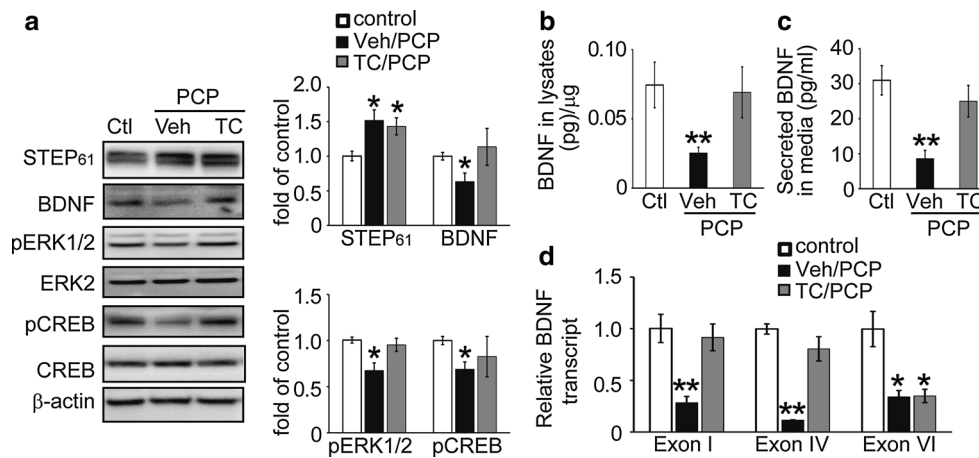 a
PCP
Ctl Veh TC
STEP61
BDNF
pERK1/2
ERK2
pCREB
CREB
β-actin
control
Veh/PCP
TC/PCP
fold of control
2.0
1.5
1.0
0.5
0
* * *
STEP61 BDNF
fold of control
1.5
1.0
0.5
0
* *
pERK1/2 pCREB
b
BDNF in lysates
(pg)/μg
0.10
0.05
0
**
Ctl Veh TC
PCP
c
Secreted BDNF
in media (pg/ml)
40
30
20
10
0
**
Ctl Veh TC
PCP
d
control
Veh/PCP
TC/PCP
Relative BDNF
transcript
1.5
1.0
0.5
0
** ** * *
Exon I Exon IV Exon VI